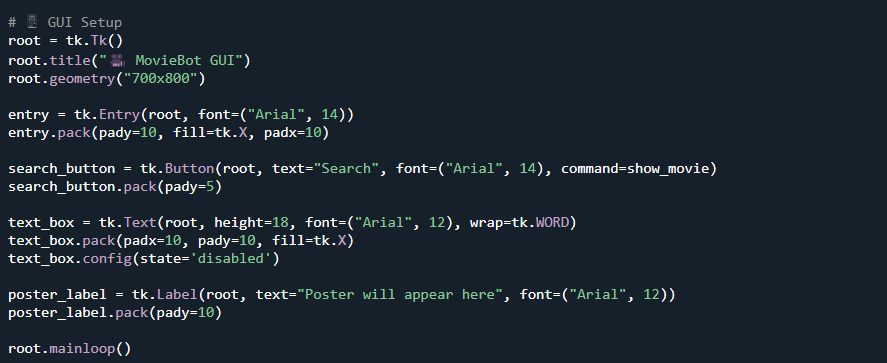 # 🖥 GUI Setup
root = tk.Tk()
root.title("🎥 MovieBot GUI")
root.geometry("700x800")
entry = tk.Entry(root, font=("Arial", 14))
entry.pack(pady=10, fill=tk.X, padx=10)
search_button = tk.Button(root, text="Search", font=("Arial", 14), command=show_movie)
search_button.pack(pady=5)
text_box = tk.Text(root, height=18, font=("Arial", 12), wrap=tk.WORD)
text_box.pack(padx=10, pady=10, fill=tk.X)
text_box.config(state='disabled')
poster_label = tk.Label(root, text="Poster will appear here", font=("Arial", 12))
poster_label.pack(pady=10)
root.mainloop()